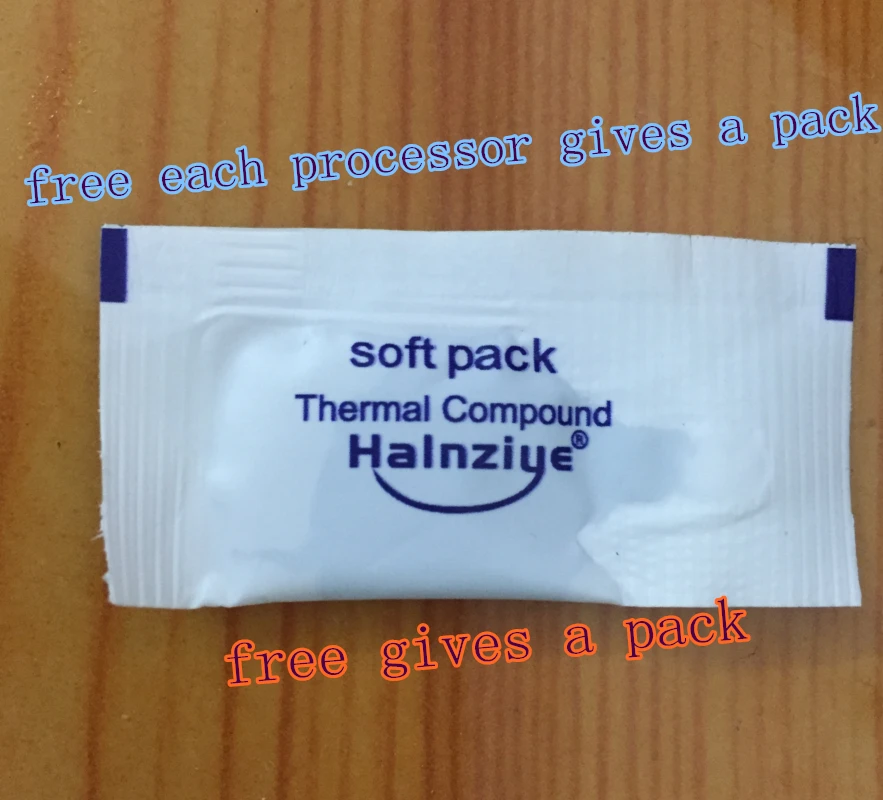 free each processor gives a pack
soft pack
Thermal Compound
Halnziye®
free gives a pack